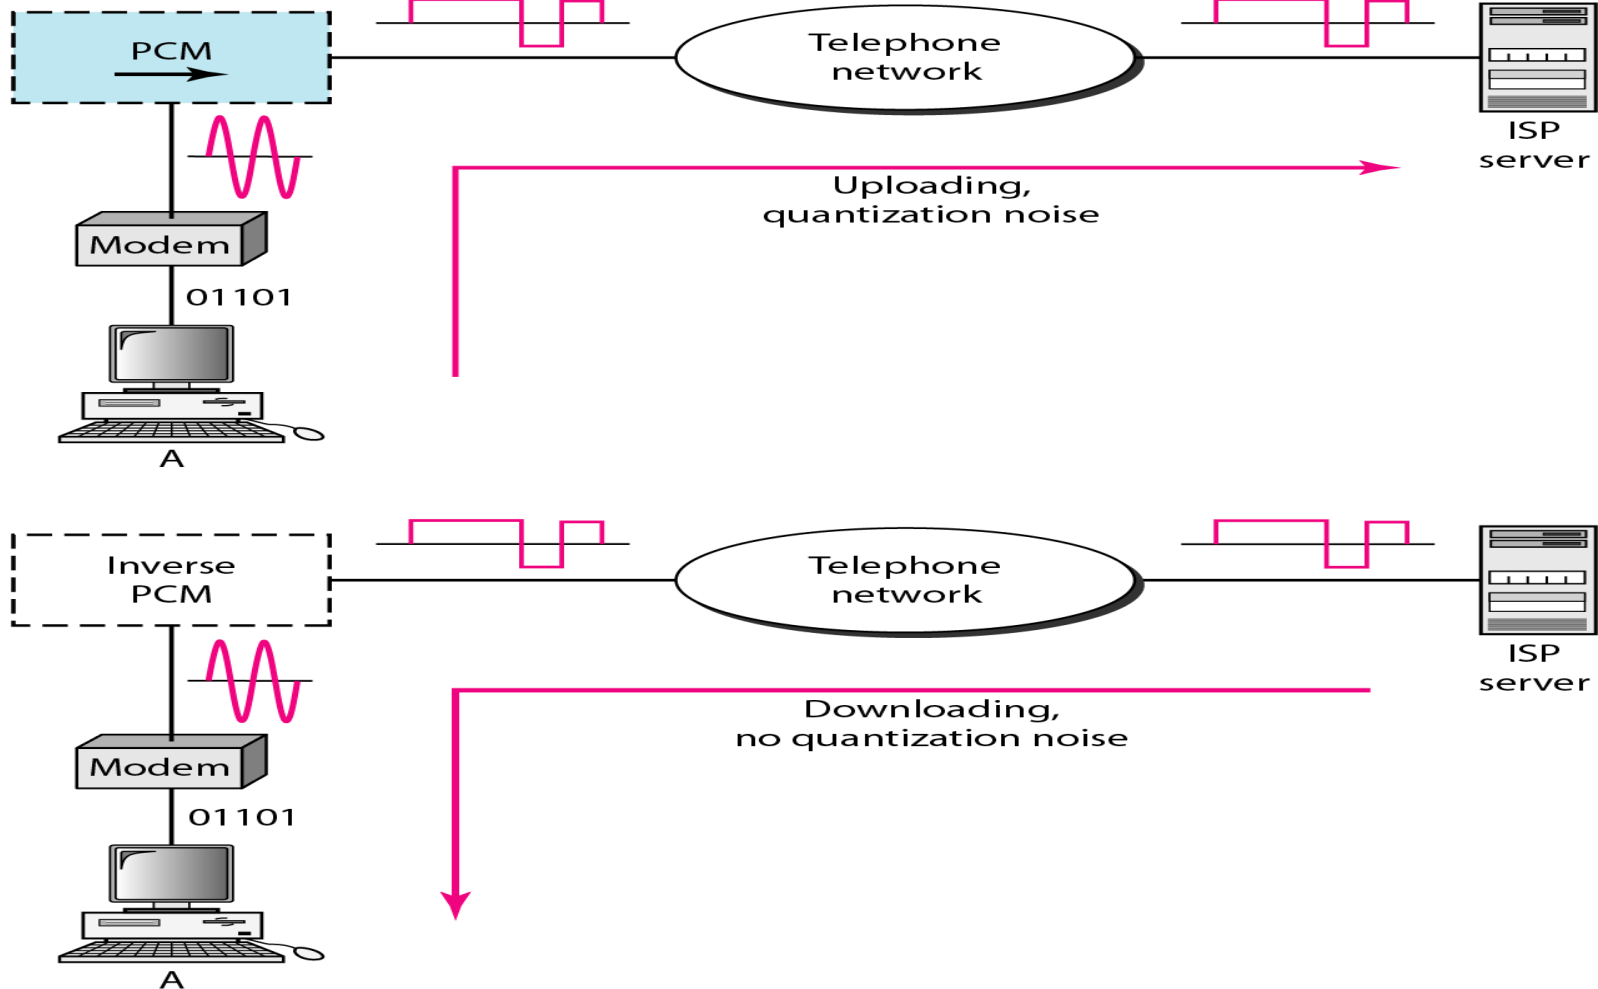 PCM
Telephone
network
ISP
server
Uploading,
quantization noise
Modem
01101
A
Inverse
PCM
Telephone
network
ISP
server
Downloading,
no quantization noise
Modem
01101
A